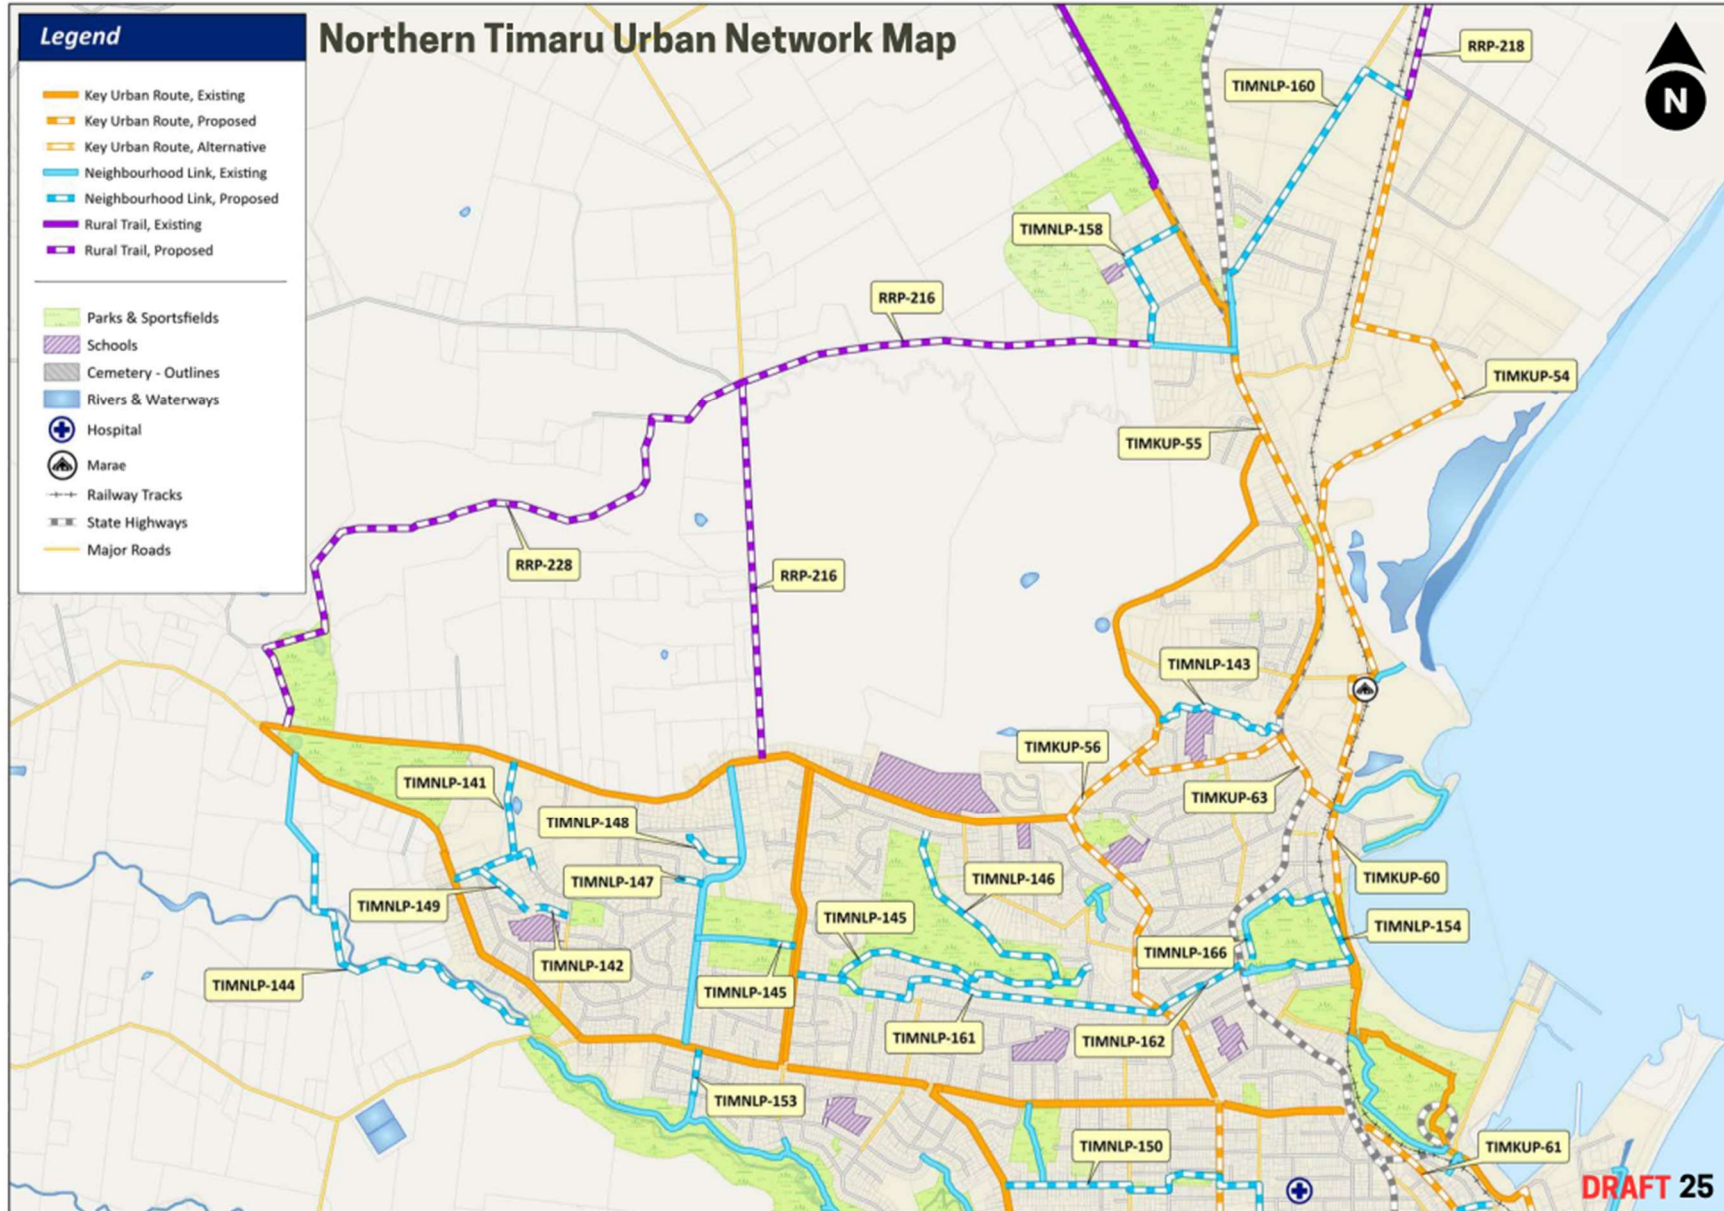 Legend
Northern Timaru Urban Network Map
Key Urban Route, Existing
Key Urban Route, Proposed
Key Urban Route, Alternative
Neighbourhood Link, Existing
Neighbourhood Link, Proposed
Rural Trail, Existing
Rural Trail, Proposed
Parks & Sportsfields
Schools
Cemetery - Outlines
Rivers & Waterways
Hospital
Marae
Railway Tracks
State Highways
Major Roads
N
RRP-218
TIMNLP-160
TIMNLP-158
RRP-216
TIMKUP-54
TIMKUP-55
RRP-228
RRP-216
TIMNLP-143
TIMKUP-56
TIMNLP-141
TIMKUP-63
TIMNLP-148
TIMNLP-147
TIMNLP-146
TIMKUP-60
TIMNLP-149
TIMNLP-145
TIMNLP-154
TIMNLP-166
TIMNLP-142
TIMNLP-144
TIMNLP-145
TIMNLP-161
TIMNLP-162
TIMNLP-153
TIMNLP-150
TIMKUP-61
DRAFT 25